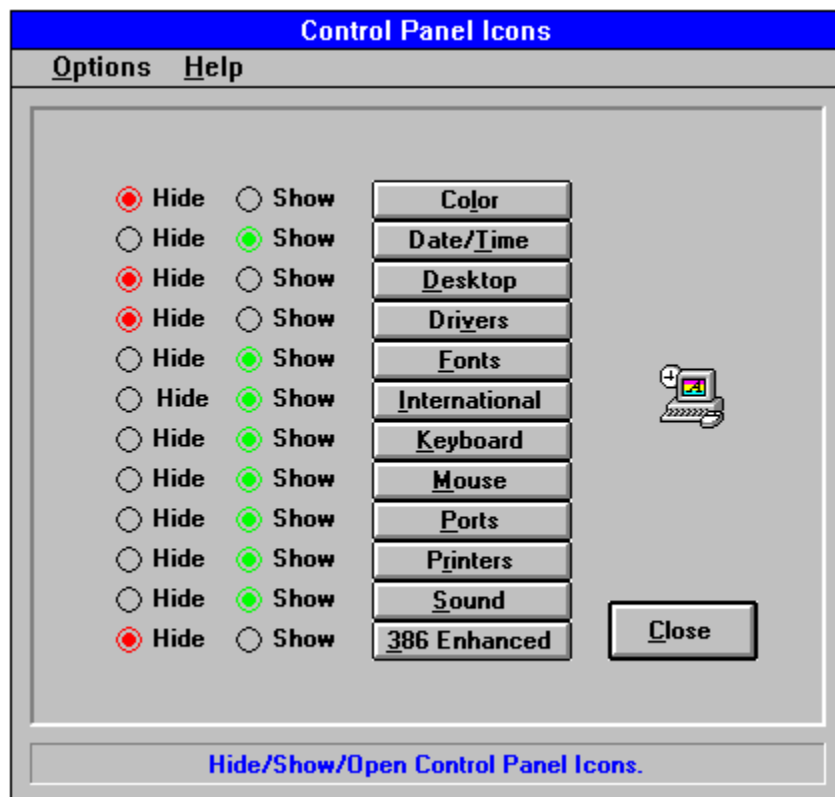 Control Panel Icons
Options Help
Hide Show Color
Hide Show Date/Time
Hide Show Desktop
Hide Show Drivers
Hide Show Fonts
Hide Show International
Hide Show Keyboard
Hide Show Mouse
Hide Show Ports
Hide Show Printers
Hide Show Sound
Hide Show 386 Enhanced
Close
Hide/Show/Open Control Panel Icons.